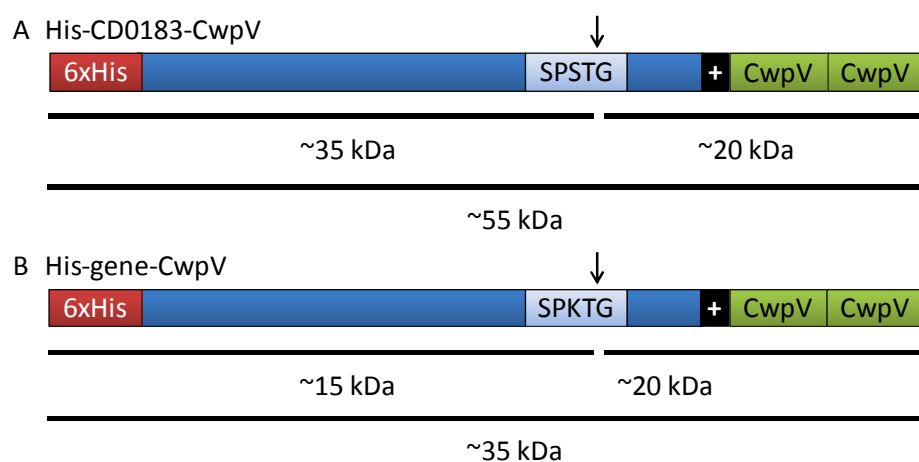 A His-CD0183-CwpV
6xHis SPSTG + CwpV CwpV
~35 kDa ~20 kDa
~55 kDa
B His-gene-CwpV
6xHis SPKTG + CwpV CwpV
~15 kDa ~20 kDa
~35 kDa